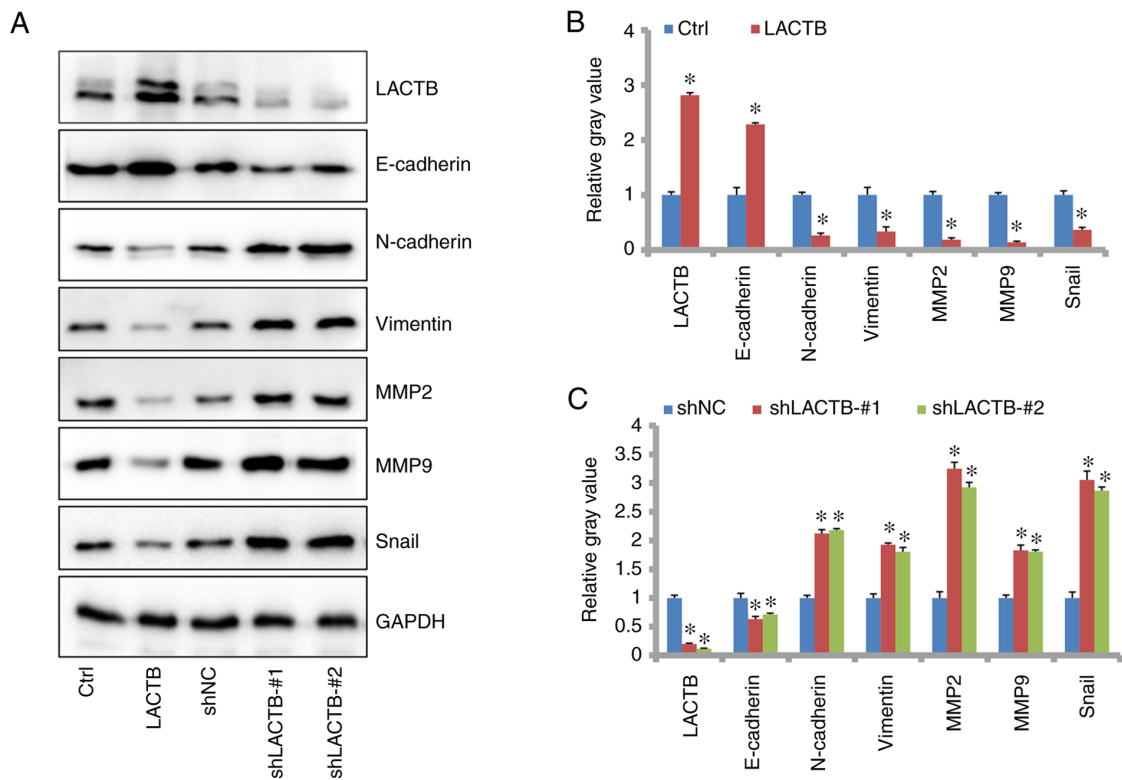 A
LACTB
E-cadherin
N-cadherin
Vimentin
MMP2
MMP9
Snail
GAPDH
Ctrl
LACTB
shNC
shLACTB-#1
shLACTB-#2
B
Ctrl LACTB
Relative gray value
4
3
2
1
0
* * * * * * *
LACTB
E-cadherin
N-cadherin
Vimentin
MMP2
MMP9
Snail
C
shNC shLACTB-#1 shLACTB-#2
Relative gray value
4
3.5
3
2.5
2
1.5
1
0.5
0
* * * * * * * * * * * * * *
LACTB
E-cadherin
N-cadherin
Vimentin
MMP2
MMP9
Snail